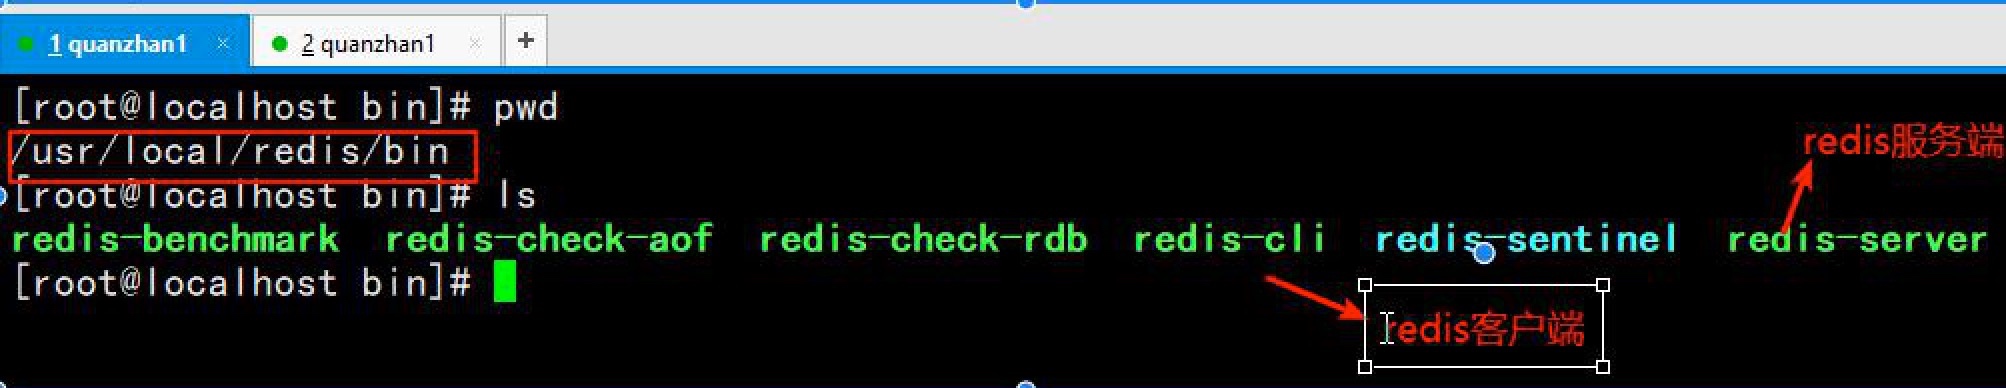 1 quanzhan1 × 2 quanzhan1 × +
[root@localhost bin]# pwd
/usr/local/redis/bin
redis服务端
[root@localhost bin]# ls
redis-benchmark redis-check-aof redis-check-rdb redis-cli redis-sentinel redis-server
[root@localhost bin]#
redis客户端